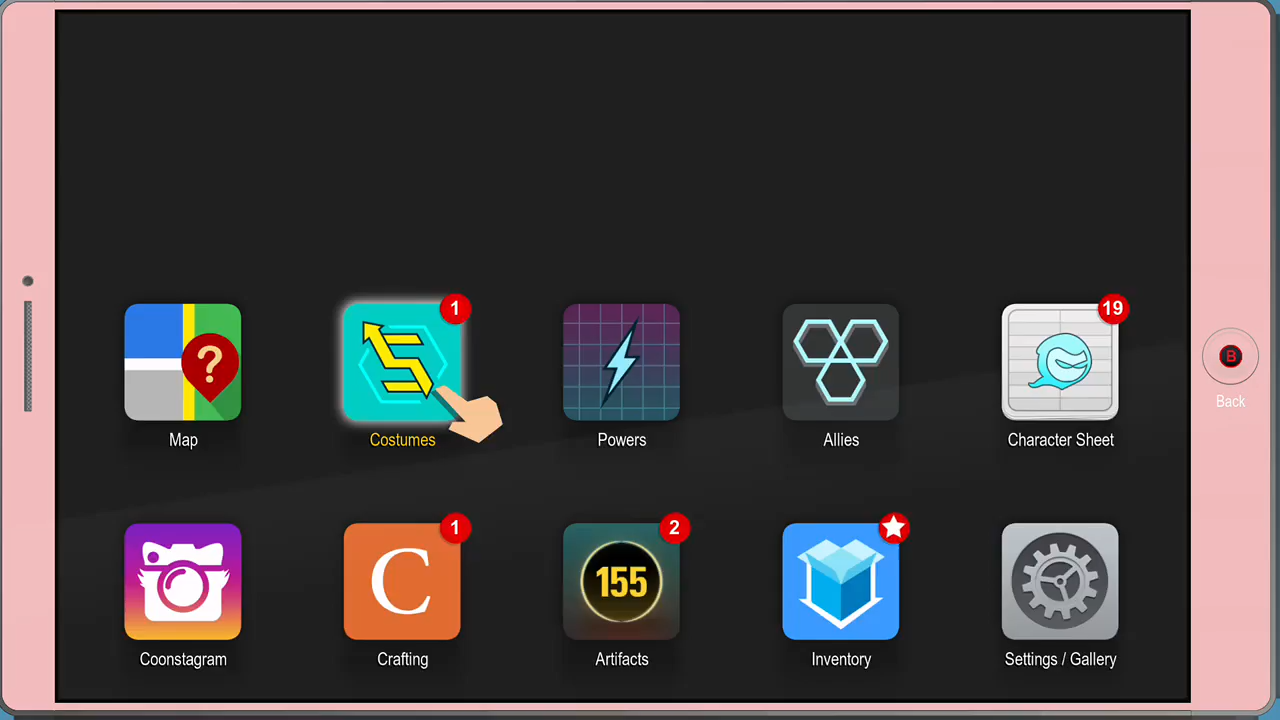 1
19
?
B
Back
Map
Costumes
Powers
Allies
Character Sheet
1
2
C
155
Coonstagram
Crafting
Artifacts
Inventory
Settings / Gallery